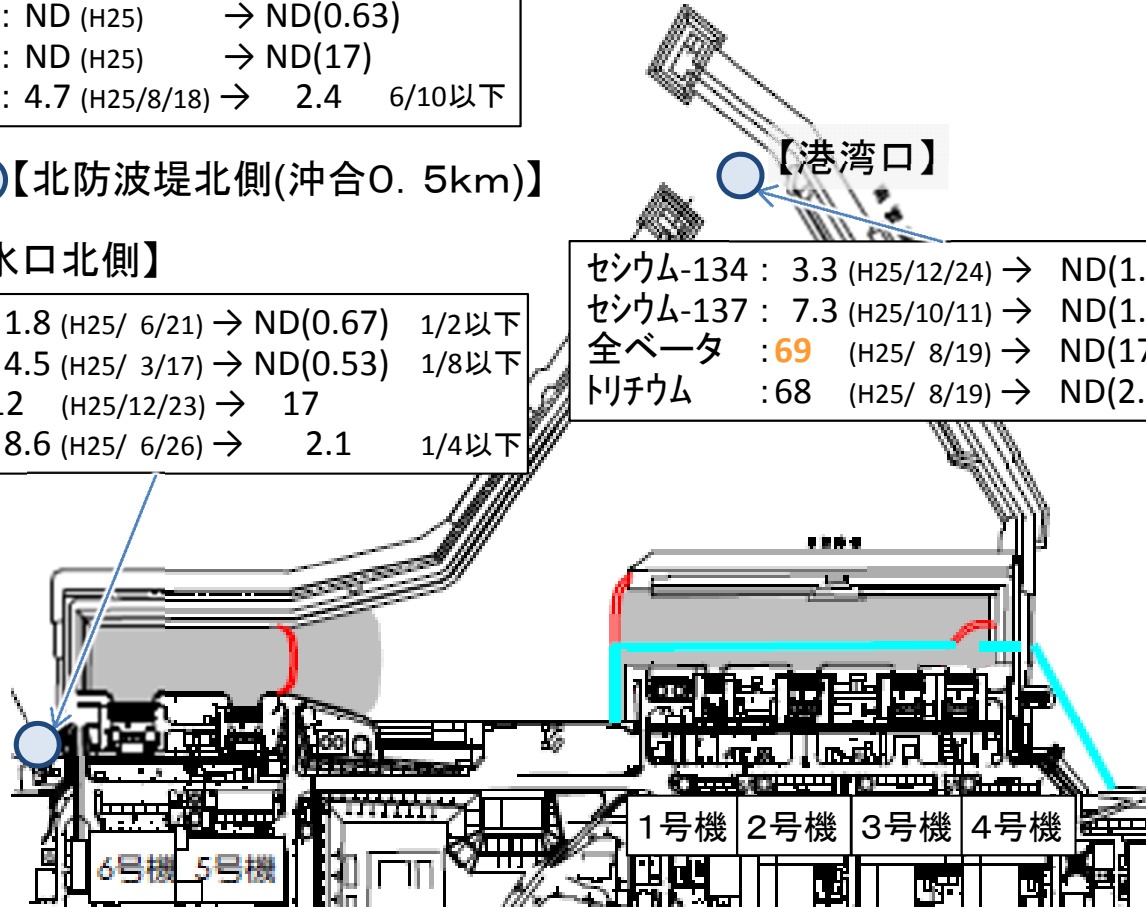 : ND (H25) → ND(0.63)
: ND (H25) → ND(17)
: 4.7 (H25/8/18) → 2.4 6/10以下
【北防波堤北側(沖合0.5km)】
【港湾口】
水口北側】
1.8 (H25/ 6/21) → ND(0.67) 1/2以下
4.5 (H25/ 3/17) → ND(0.53) 1/8以下
12 (H25/12/23) → 17
8.6 (H25/ 6/26) → 2.1 1/4以下
セシウム-134 : 3.3 (H25/12/24) → ND(1.
セシウム-137 : 7.3 (H25/10/11) → ND(1.
全ベータ :69 (H25/ 8/19) → ND(17
トリチウム :68 (H25/ 8/19) → ND(2.
1号機 2号機 3号機 4号機
6号機 5号機